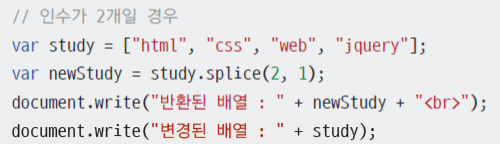 // 인수가 2개일 경우
var study = ["html", "css", "web", "jquery"];
var newStudy = study.splice(2, 1);
document.write("반환된 배열 : " + newStudy + "<br>");
document.write("변경된 배열 : " + study);